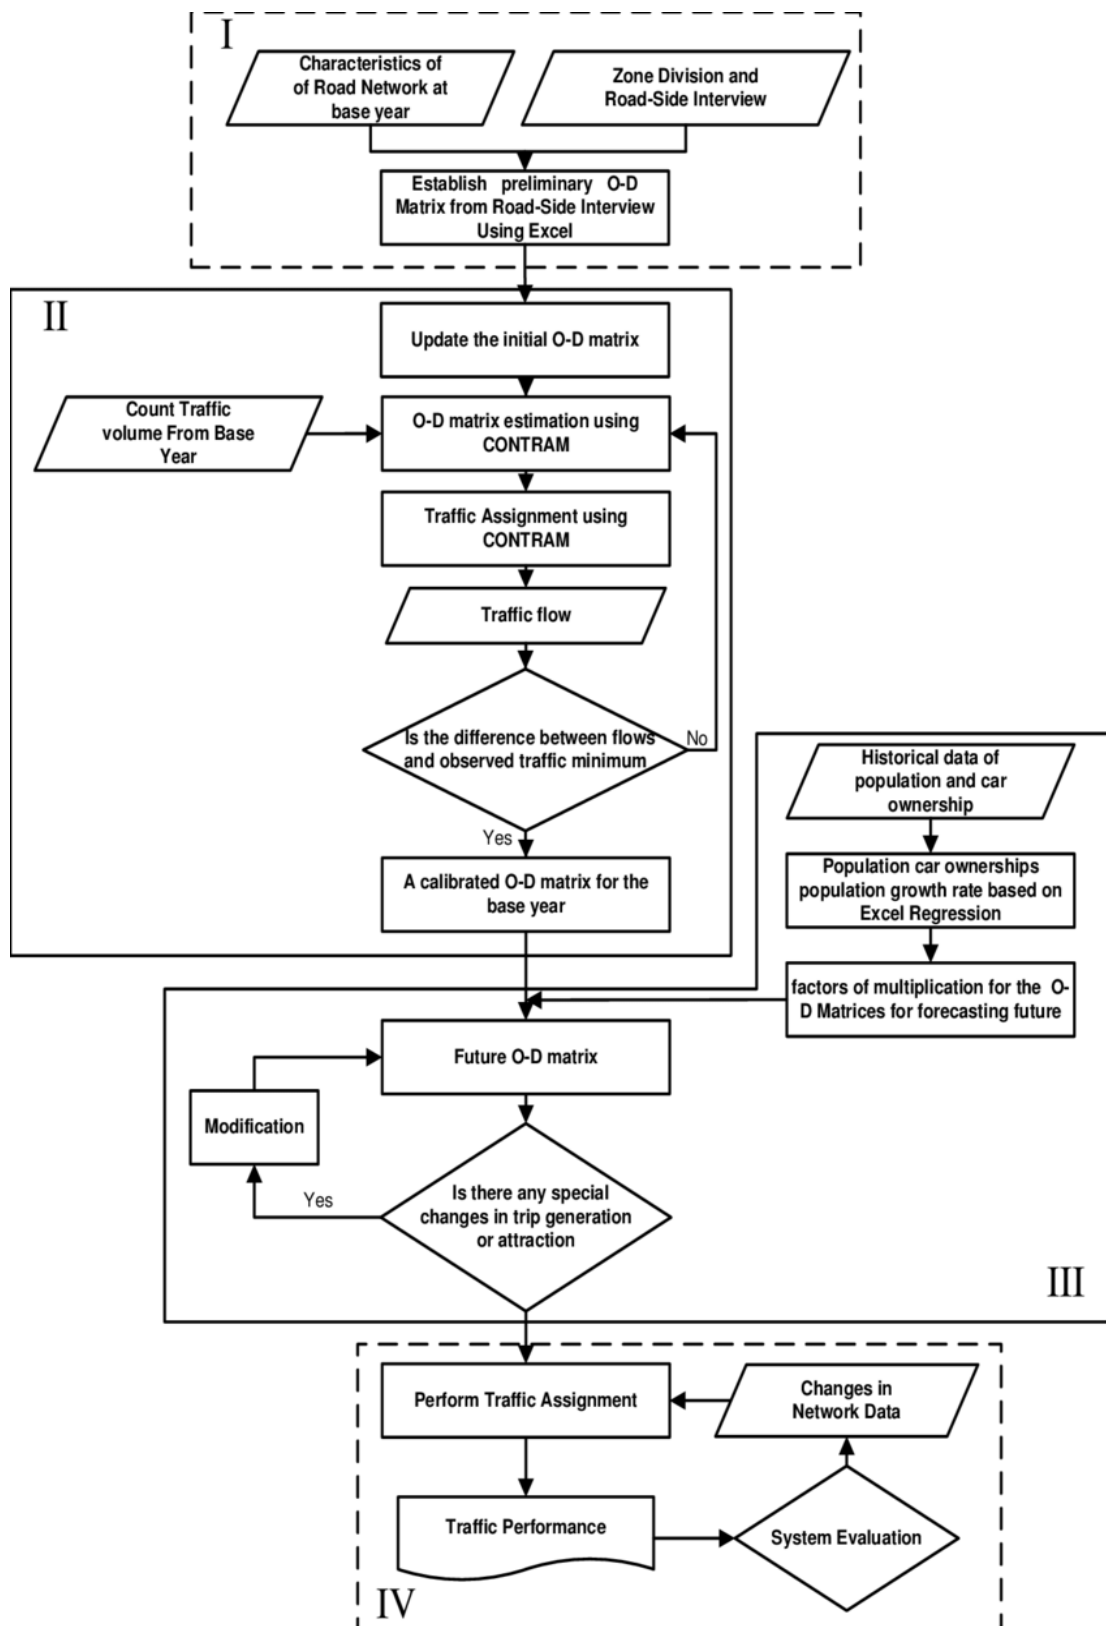 I
Characteristics of
of Road Network at
base year
Zone Division and
Road-Side Interview
Establish preliminary O-D
Matrix from Road-Side Interview
Using Excel
II
Update the initial O-D matrix
Count Traffic
volume From Base
Year
O-D matrix estimation using
CONTRAM
Traffic Assignment using
CONTRAM
Traffic flow
Is the difference between flows
and observed traffic minimum
No
Yes
A calibrated O-D matrix for the
base year
Historical data of
population and car
ownership
Population car ownerships
population growth rate based on
Excel Regression
factors of multiplication for the O-
D Matrices for forecasting future
Future O-D matrix
Modification
Yes
Is there any special
changes in trip generation
or attraction
III
Perform Traffic Assignment
Changes in
Network Data
Traffic Performance
System Evaluation
IV